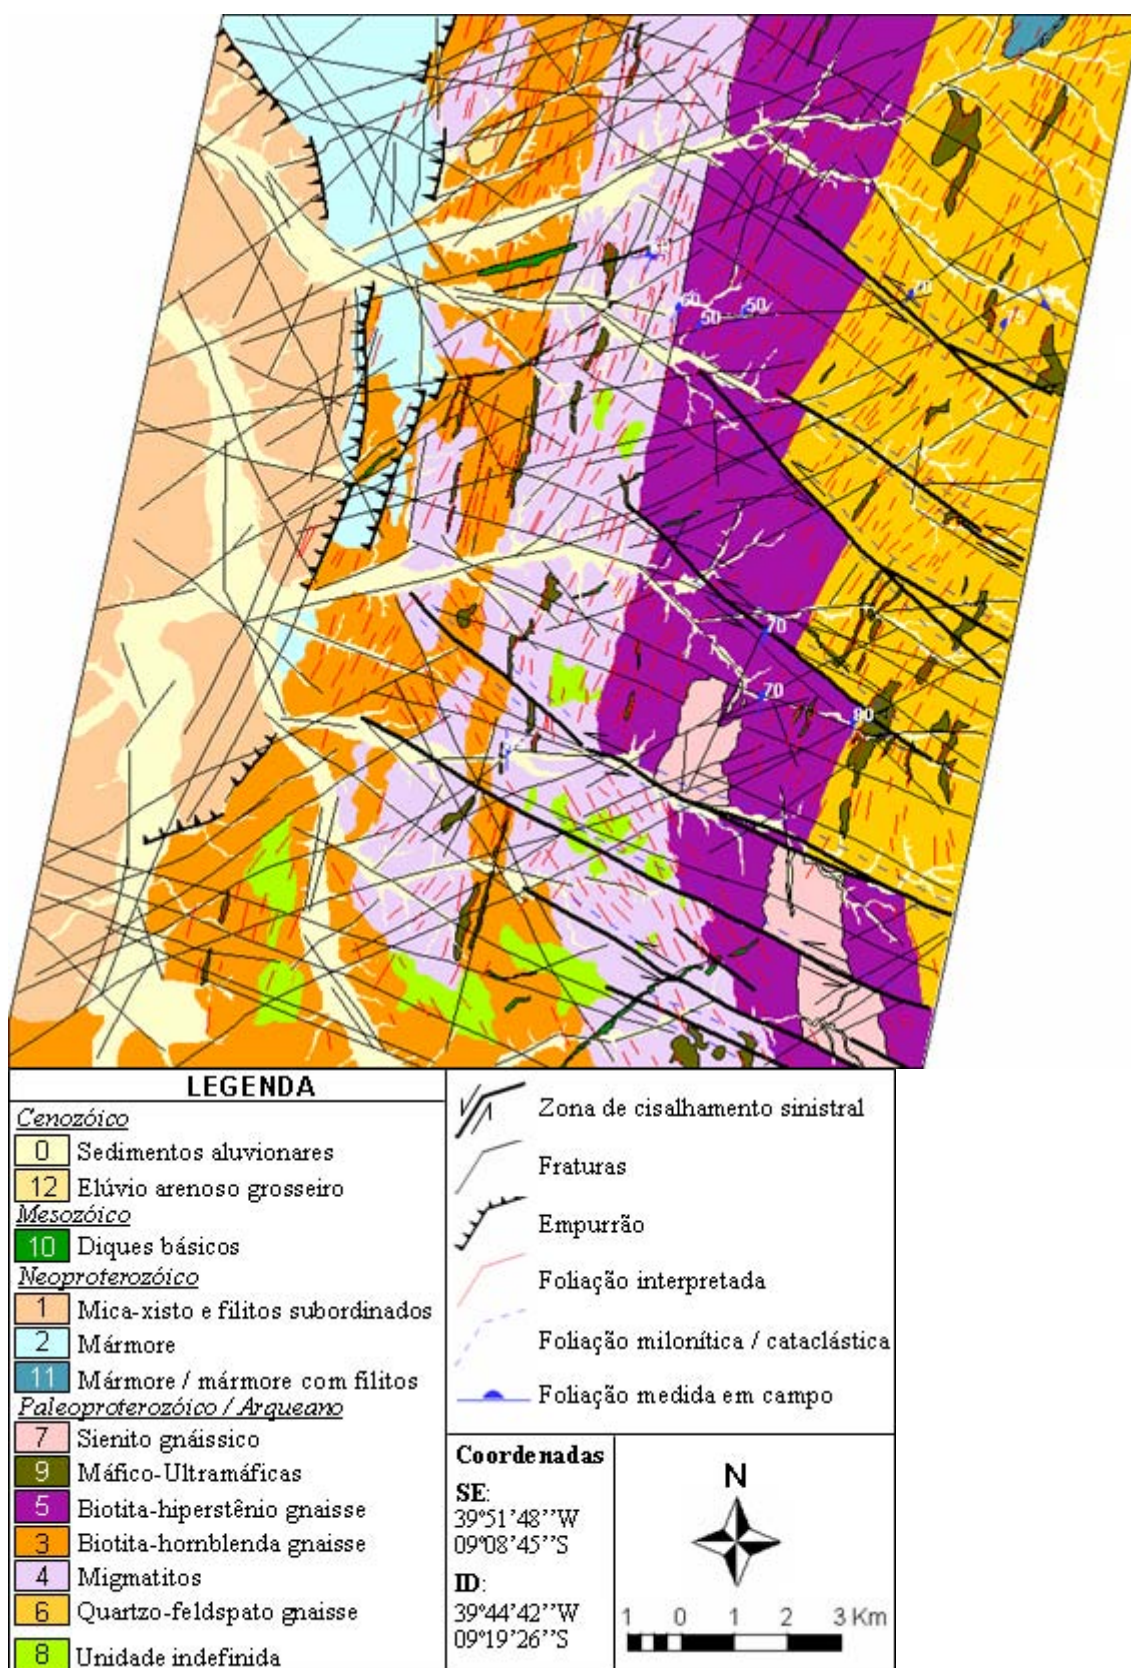 60
50
50
70
75
70
70
80
LEGENDA
Cenozóico
0 Sedimentos aluvionares
12 Elúvio arenoso grosseiro
Mesozóico
10 Diques básicos
Neoproterozóico
1 Mica-xisto e filitos subordinados
2 Mármore
11 Mármore / mármore com filitos
Paleoproterozóico / Arqueano
7 Sienito gnáissico
9 Máfico-Ultramáficas
5 Biotita-hiperstênio gnaisse
3 Biotita-hornblenda gnaisse
4 Migmatitos
6 Quartzo-feldspato gnaisse
8 Unidade indefinida
Zona de cisalhamento sinistral
Fraturas
Empurrão
Foliação interpretada
Foliação milonítica / cataclástica
Foliação medida em campo
Coordenadas
SE:
39°51'48''W
09°08'45''S
ID:
39°44'42''W
09°19'26''S
N
1 0 1 2 3 Km